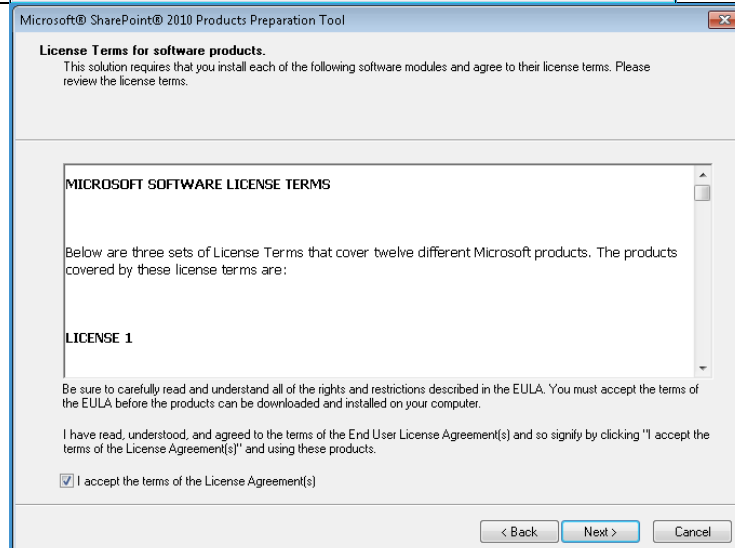 Microsoft® SharePoint® 2010 Products Preparation Tool
License Terms for software products.
This solution requires that you install each of the following software modules and agree to their license terms. Please
review the license terms.
MICROSOFT SOFTWARE LICENSE TERMS
Below are three sets of License Terms that cover twelve different Microsoft products. The products
covered by these license terms are:
LICENSE 1
Be sure to carefully read and understand all of the rights and restrictions described in the EULA. You must accept the terms of
the EULA before the products can be downloaded and installed on your computer.
I have read, understood, and agreed to the terms of the End User License Agreement(s) and so signify by clicking "I accept the
terms of the License Agreement(s)" and using these products.
I accept the terms of the License Agreement(s)
< Back Next > Cancel